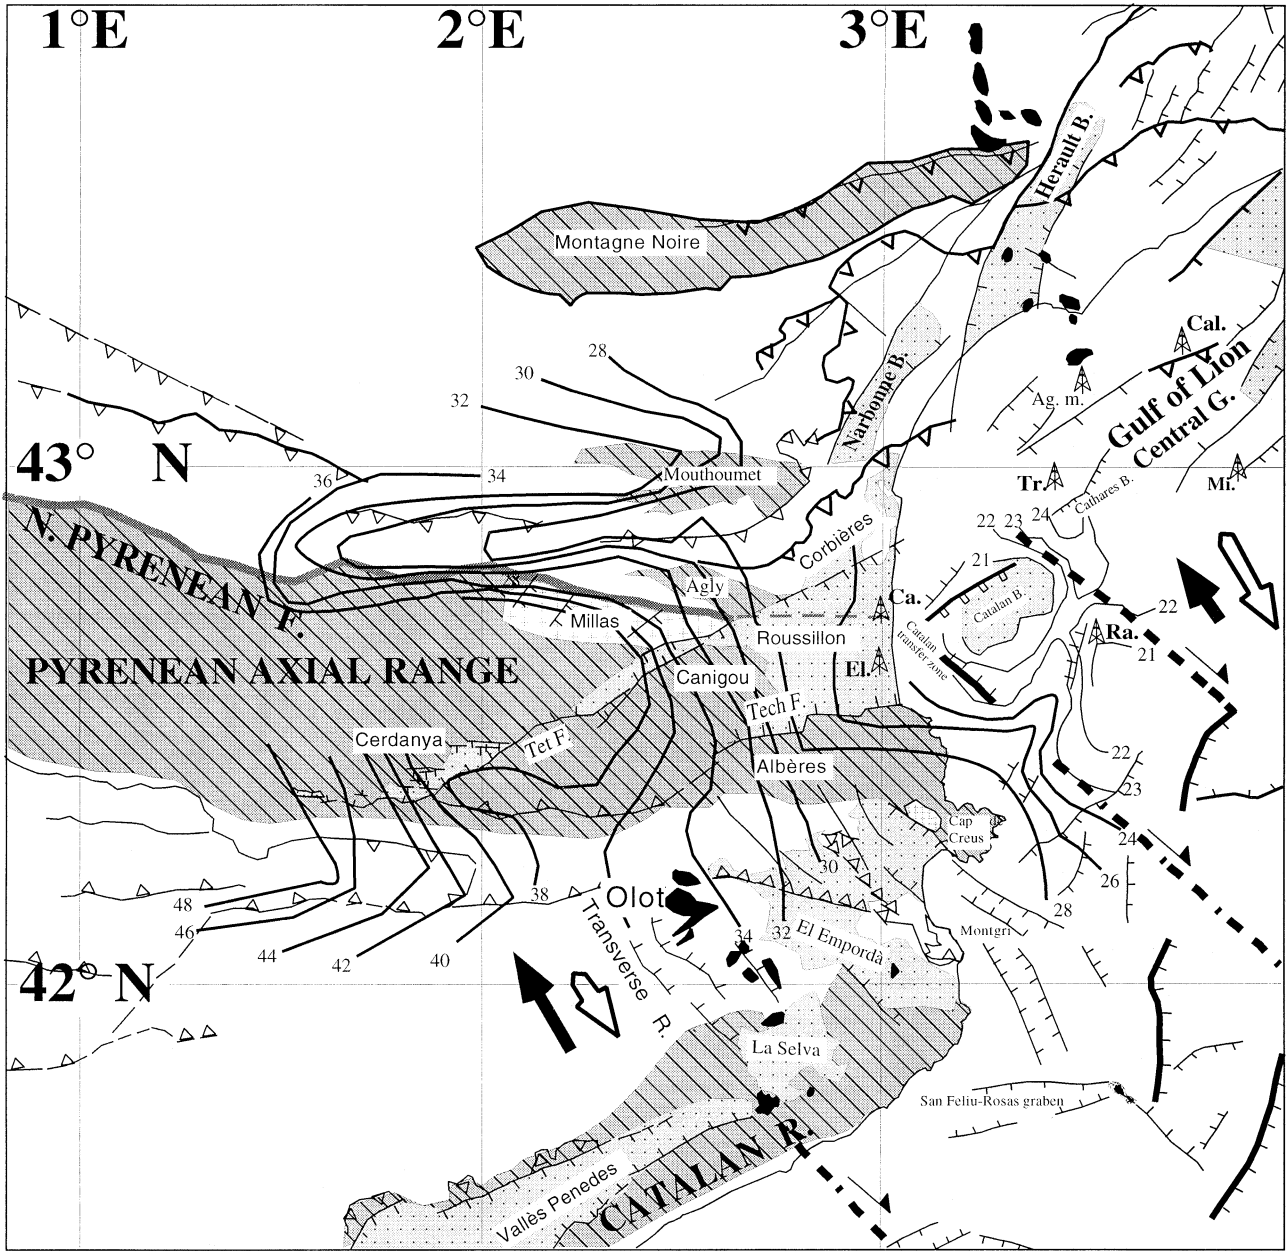 1°E
2°E
3°E
Herault B.
Montagne Noire
Cal.
28
30
32
Narbonne B.
Ag. m.
Gulf of Lion
Central G.
43° N
36
34
Mouthoumet
Tr.
Mi.
Cathares B.
N. PYRENEAN F.
Corbières
22
23
24
21
Agly
Catalan B.
Ca.
22
Millas
Roussillon
Catalan
transfer zone
Ra.
21
PYRENEAN AXIAL RANGE
El.
Canigou
Tech F.
Cerdanya
Tet F.
22
Albères
23
Cap de
Creus
24
30
26
48
38
Olot
28
46
34
32
El Empordà
Montgri
44
42
40
42° N
Transverse R.
La Selva
San Feliu-Rosas graben
CATALAN R.
Vallès Penedes